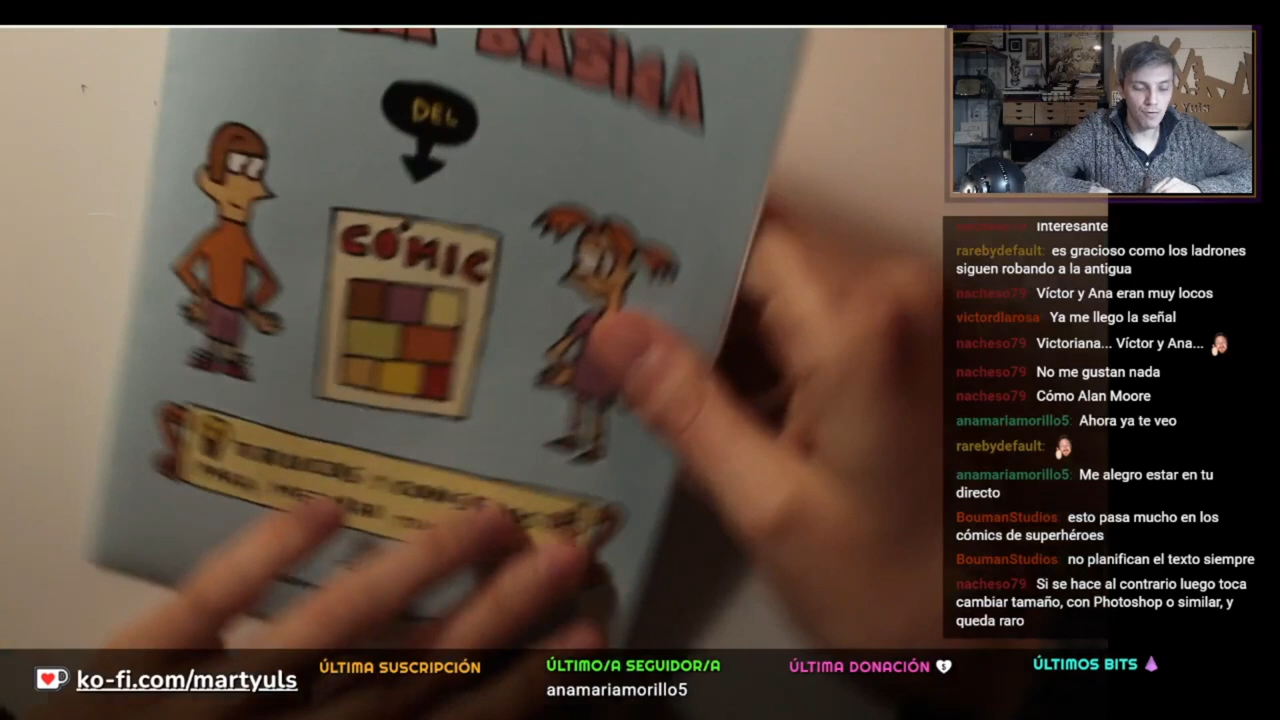 BÁSICA
DEL
CÓMIC
Yuls
interesante
rarebydefault: es gracioso como los ladrones
siguen robando a la antigua
nacheso79 Víctor y Ana eran muy locos
victordlarosa Ya me llego la señal
nacheso79 Victoriana... Víctor y Ana...
nacheso79 No me gustan nada
nacheso79 Cómo Alan Moore
anamariamorillo5: Ahora ya te veo
rarebydefault:
anamariamorillo5: Me alegro estar en tu
directo
BoumanStudios esto pasa mucho en los
cómics de superhéroes
BoumanStudios no planifican el texto siempre
nacheso79 Si se hace al contrario luego toca
cambiar tamaño, con Photoshop o similar, y
queda raro
ko-fi.com/martyuls
ÚLTIMA SUSCRIPCIÓN
ÚLTIMO/A SEGUIDOR/A
anamariamorillo5
ÚLTIMA DONACIÓN
ÚLTIMOS BITS